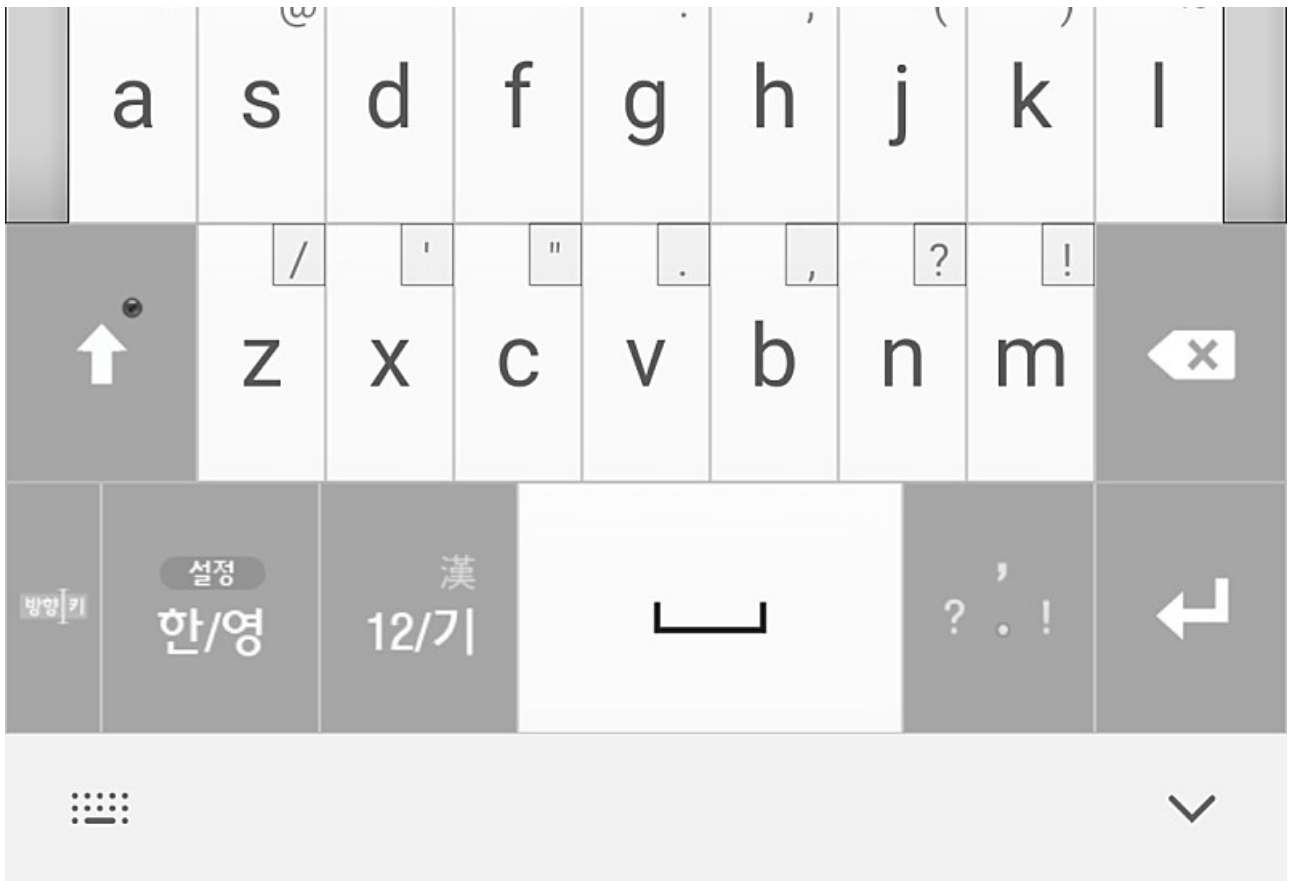 @ . , ( )
a s d f g h j k l
/ ' " . , ? !
z x c v b n m
설정 漢 ,
방향키 한/영 12/기 ? . !